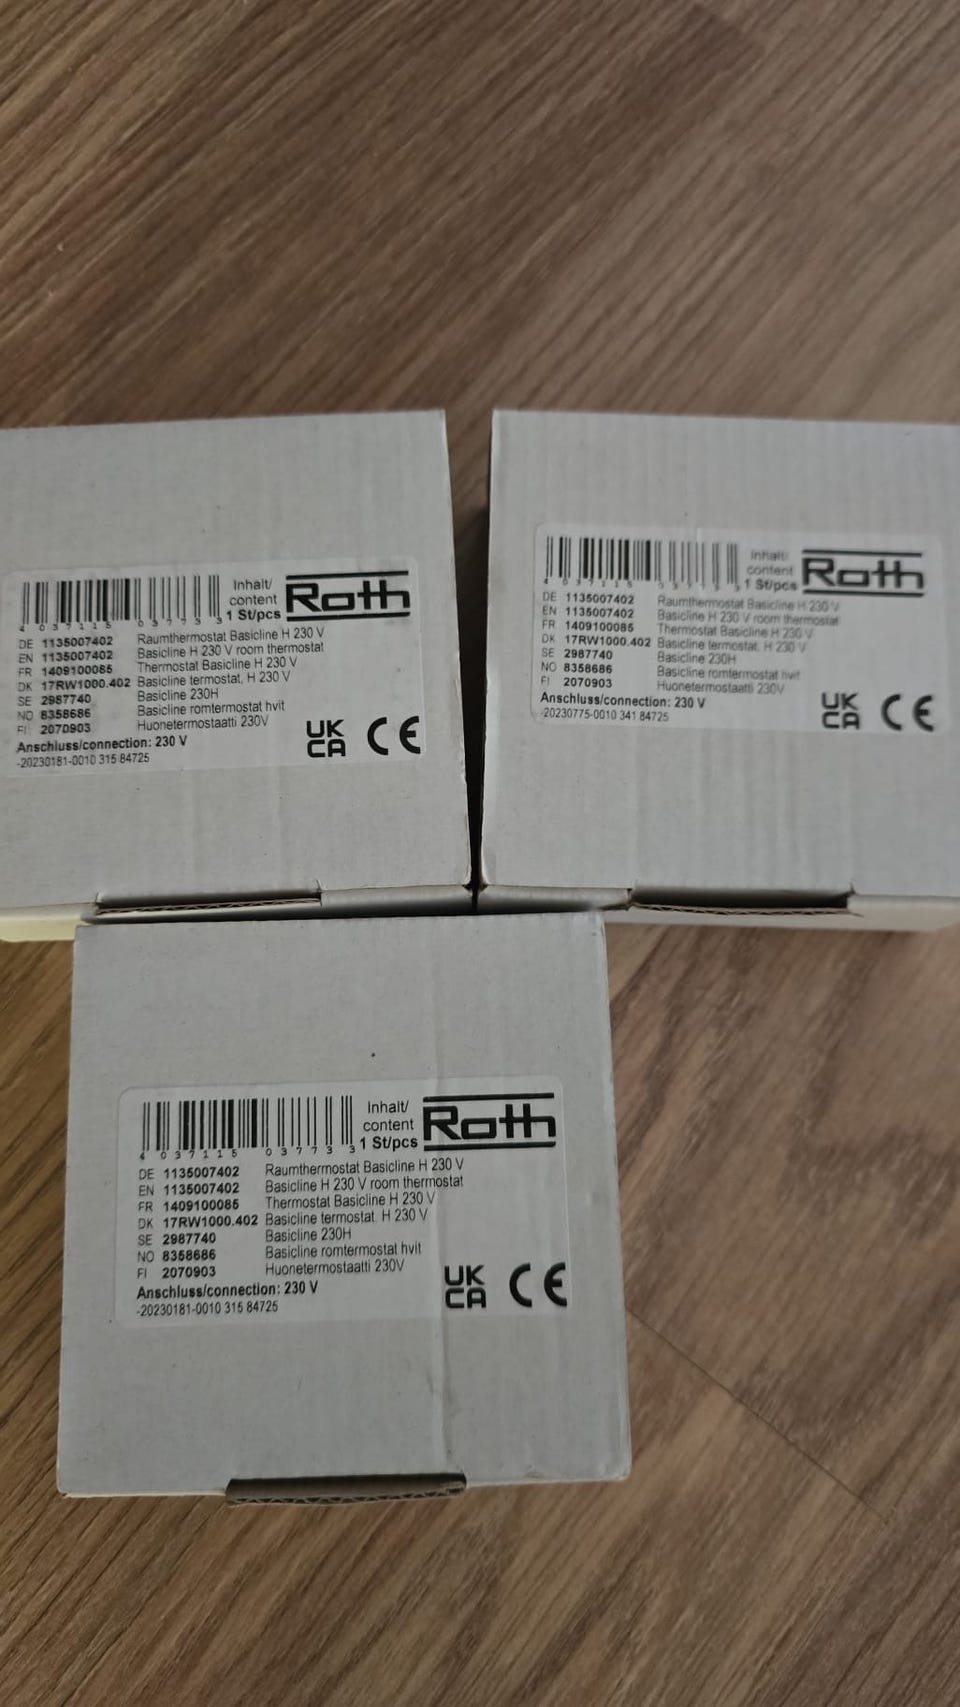 4 037115 03773 3
Inhalt/
content
1 St/pcs
Roth
DE 1135007402 Raumthermostat Basicline H 230 V
EN 1135007402 Basicline H 230 V room thermostat
FR 1409100085 Thermostat Basicline H 230 V
DK 17RW1000.402 Basicline termostat, H 230 V
SE 2987740 Basicline 230H
NO 8358686 Basicline romtermostat hvit
FI 2070903 Huonetermostaatti 230V
Anschluss/connection: 230 V
-20230181-0010 315 84725
UK
CA
CE
4 037115 03773 3
Inhalt/
content
1 St/pcs
Roth
DE 1135007402 Raumthermostat Basicline H 230 V
EN 1135007402 Basicline H 230 V room thermostat
FR 1409100085 Thermostat Basicline H 230 V
DK 17RW1000.402 Basicline termostat, H 230 V
SE 2987740 Basicline 230H
NO 8358686 Basicline romtermostat hvit
FI 2070903 Huonetermostaatti 230V
Anschluss/connection: 230 V
-20230775-0010 341 84725
UK
CA
CE
4 037115 03773 3
Inhalt/
content
1 St/pcs
Roth
DE 1135007402 Raumthermostat Basicline H 230 V
EN 1135007402 Basicline H 230 V room thermostat
FR 1409100085 Thermostat Basicline H 230 V
DK 17RW1000.402 Basicline termostat H 230 V
SE 2987740 Basicline 230H
NO 8358686 Basicline romtermostat hvit
FI 2070903 Huonetermostaatti 230V
Anschluss/connection: 230 V
-20230181-0010 315 84725
UK
CA
CE